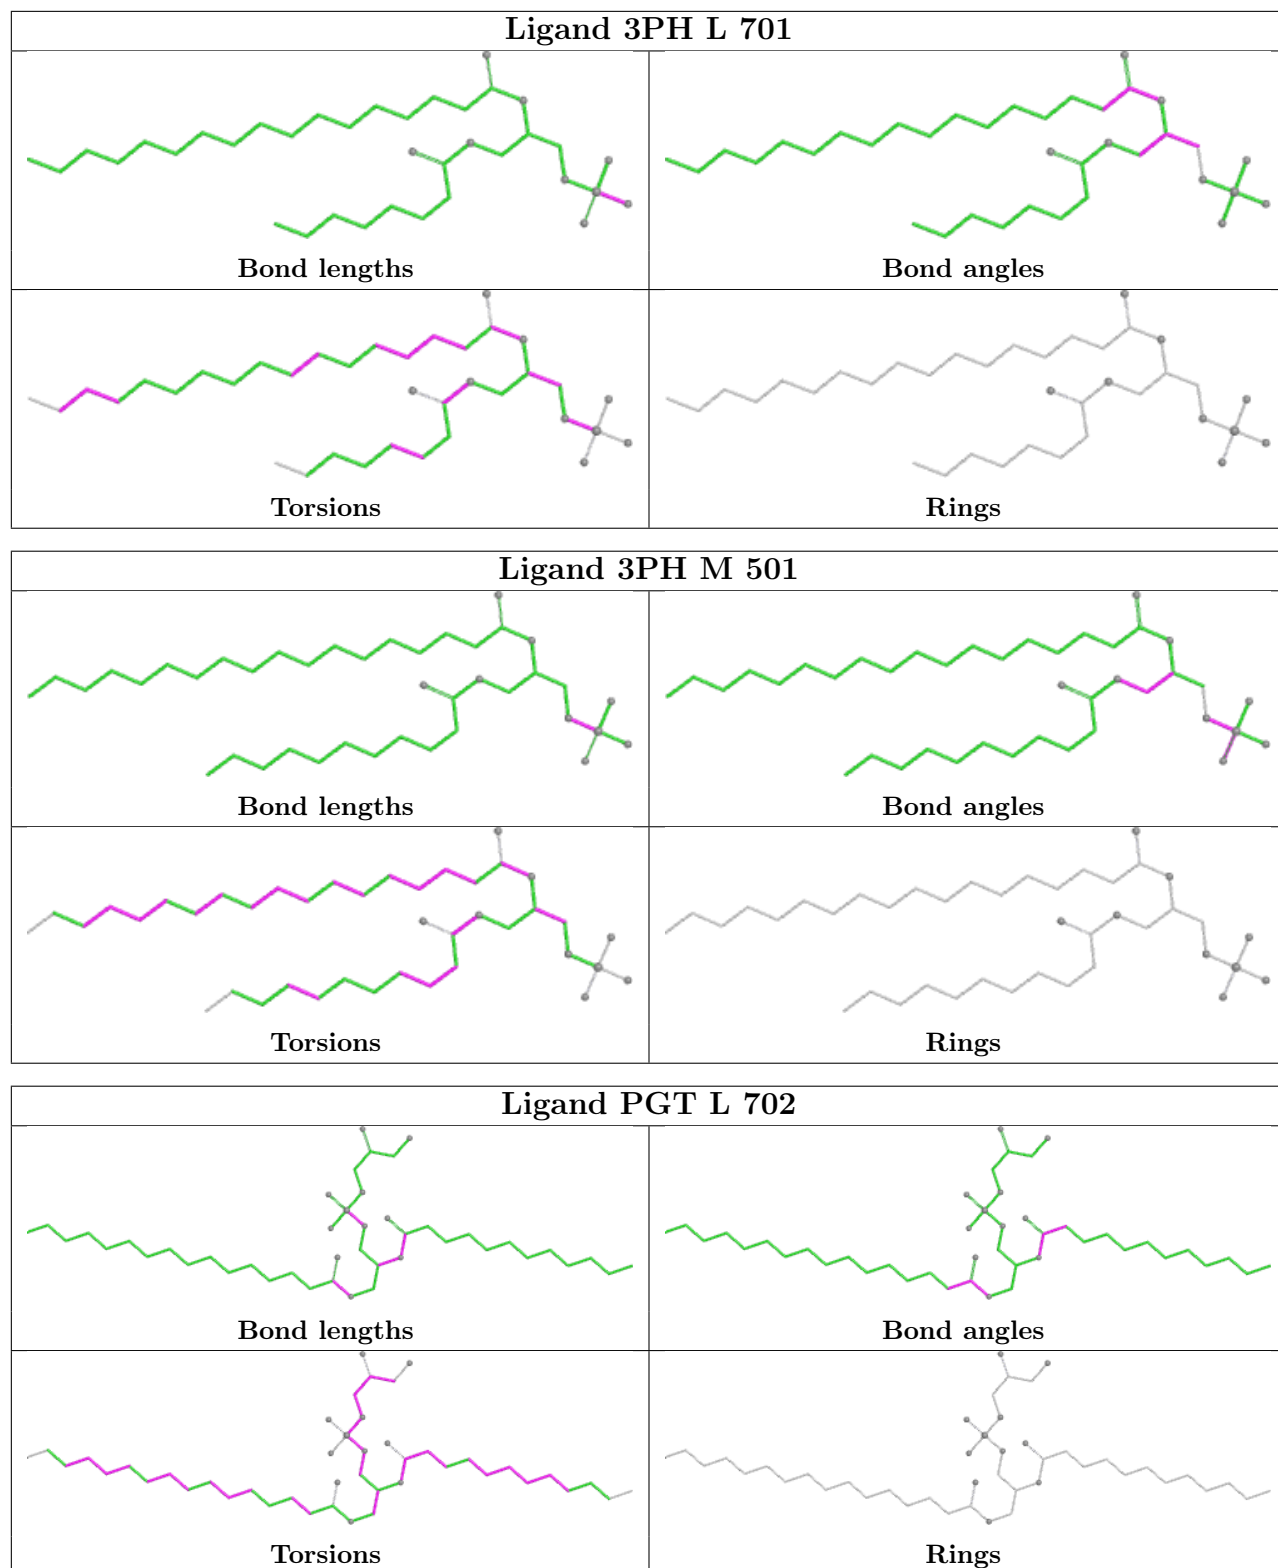 Ligand 3PH L 701
Bond lengths
Bond angles
Torsions
Rings
Ligand 3PH M 501
Bond lengths
Bond angles
Torsions
Rings
Ligand PGT L 702
Bond lengths
Bond angles
Torsions
Rings